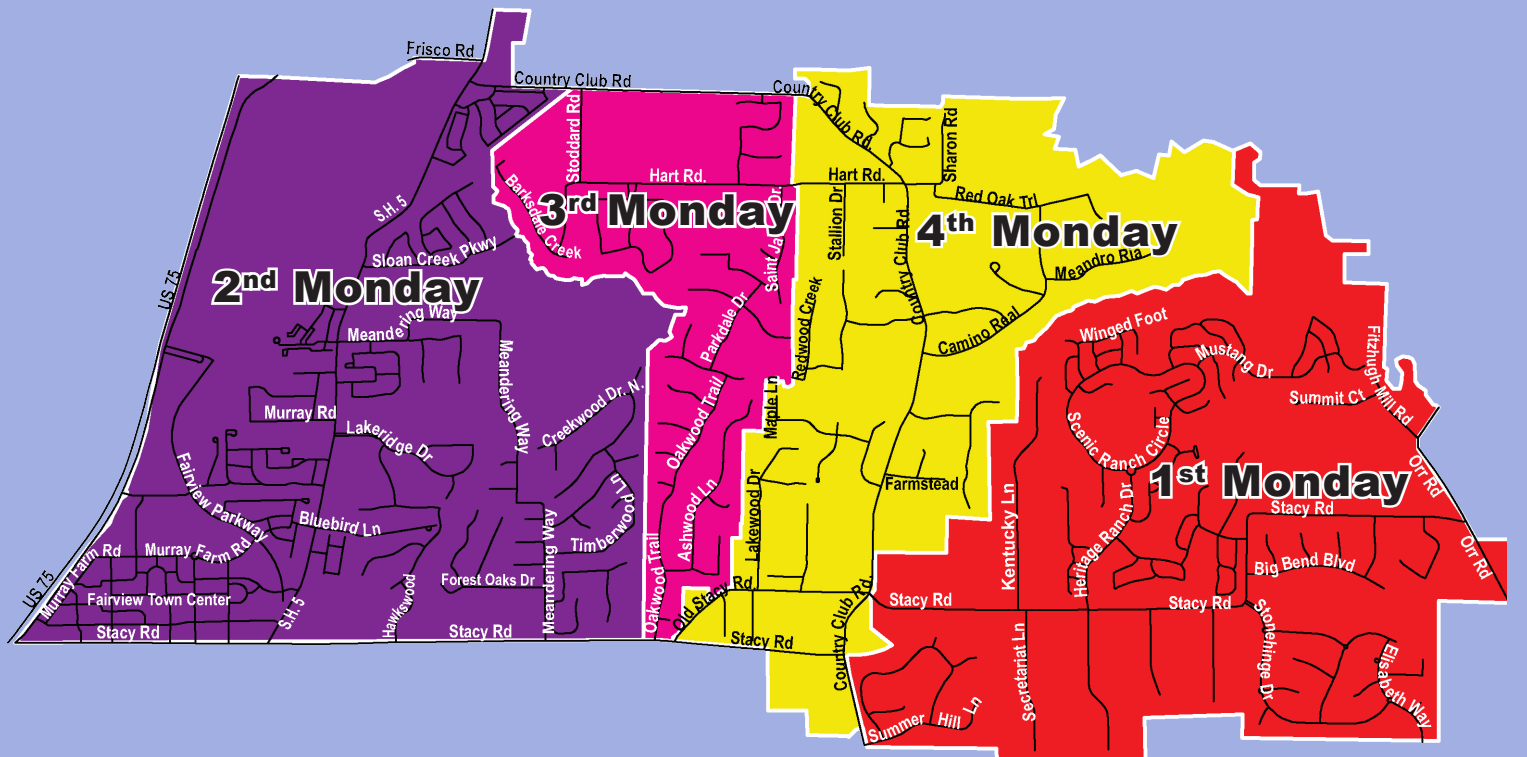 Frisco Rd
Country Club Rd
Country Club Rd.
Stoddard Rd
Sharon Rd
Hart Rd.
Hart Rd.
Barksdale Creek
3rd Monday
Saint Ja
Dr.
Stallion Dr
Red Oak Trl
4th Monday
Country Club Rd
Meandro Ria
S.H. 5
Sloan Creek Pkwy
US 75
2nd Monday
Meandering Way
Meandering Way
Parkdale Dr
Redwood Creek
Camino Real
Winged Foot
Mustang Dr
Fitzhugh Mill Rd
Summit Ct
Murray Rd
Lakeridge Dr
Creekwood Dr. N.
Oakwood Trail
Maple Ln
Scenic Ranch Circle
Orr Rd
1st Monday
Fairview Parkway
Timberwood Ln
Ashwood Ln
Lakewood Dr
Farmstead
Kentucky Ln
Heritage Ranch Dr
Stacy Rd
Bluebird Ln
Meandering Way
Murray Farm Rd
Murray Farm Rd
Oakwood Trail
Orr Rd
Big Bend Blvd
US 75
Forest Oaks Dr
Hawkswood
Fairview Town Center
S.H. 5
Old Stacy Rd
Country Club Rd
Stacy Rd
Stacy Rd
Stacy Rd
Stacy Rd
Stacy Rd
Secretariat Ln
Stonehinge Dr
Elisabeth Way
Summer Hill Ln